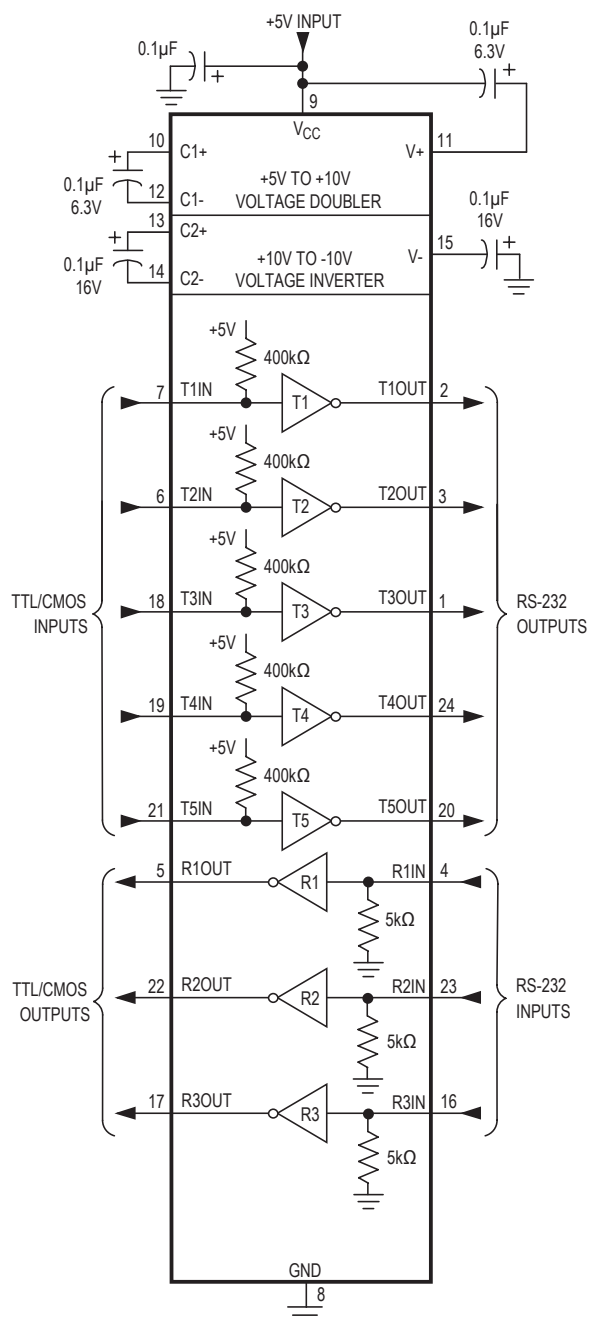 +5V INPUT
0.1µF
+
0.1µF
6.3V
+
9
VCC
10
C1+
V+
11
+
0.1µF
6.3V
+5V TO +10V
VOLTAGE DOUBLER
12
C1-
13
C2+
+
0.1µF
16V
+10V TO -10V
VOLTAGE INVERTER
14
C2-
V-
15
0.1µF
16V
+
+5V
400kΩ
7
T1IN
T1
T1OUT
2
+5V
400kΩ
6
T2IN
T2
T2OUT
3
+5V
400kΩ
TTL/CMOS
INPUTS
18
T3IN
T3
T3OUT
1
RS-232
OUTPUTS
+5V
400kΩ
19
T4IN
T4
T4OUT
24
+5V
400kΩ
21
T5IN
T5
T5OUT
20
5
R1OUT
R1
R1IN
4
5kΩ
TTL/CMOS
OUTPUTS
22
R2OUT
R2
R2IN
23
RS-232
INPUTS
5kΩ
17
R3OUT
R3
R3IN
16
5kΩ
GND
8